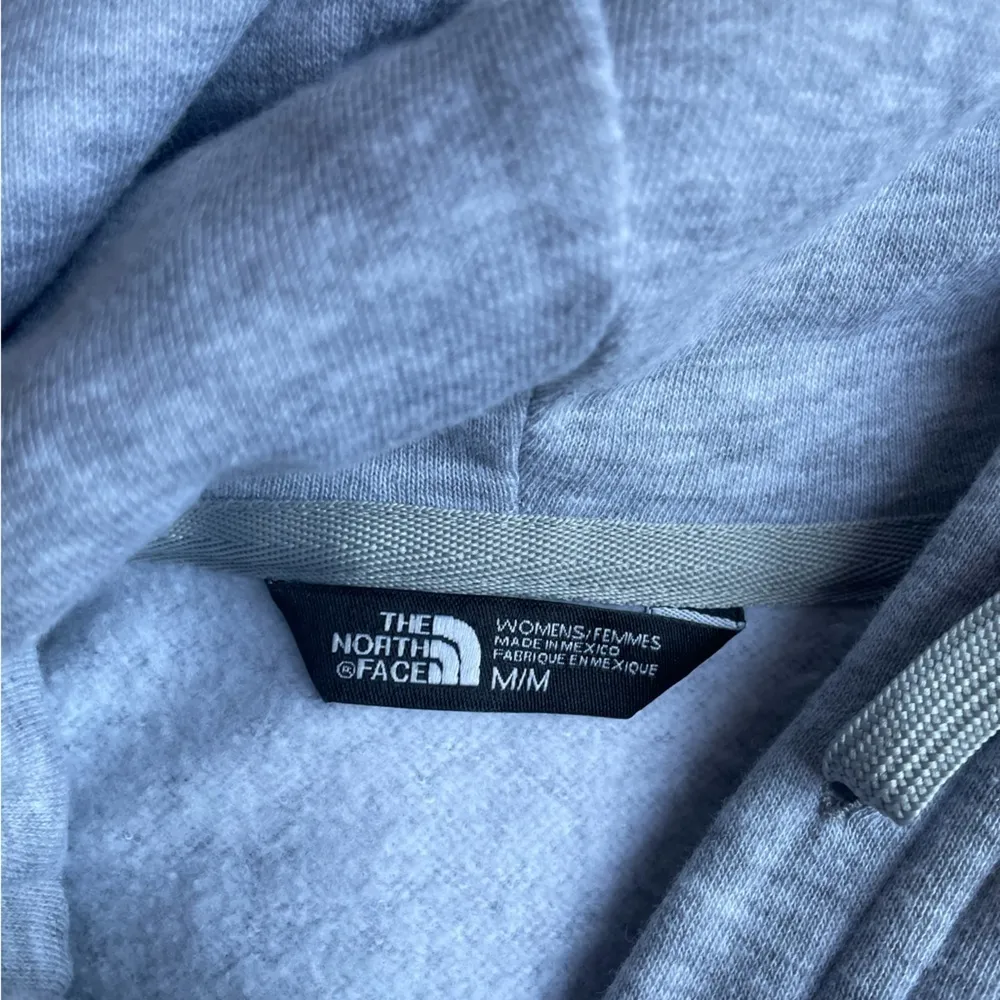 THE
NORTH
®FACE
WOMENS/FEMMES
MADE IN MEXICO
FABRIQUE EN MEXIQUE
M/M